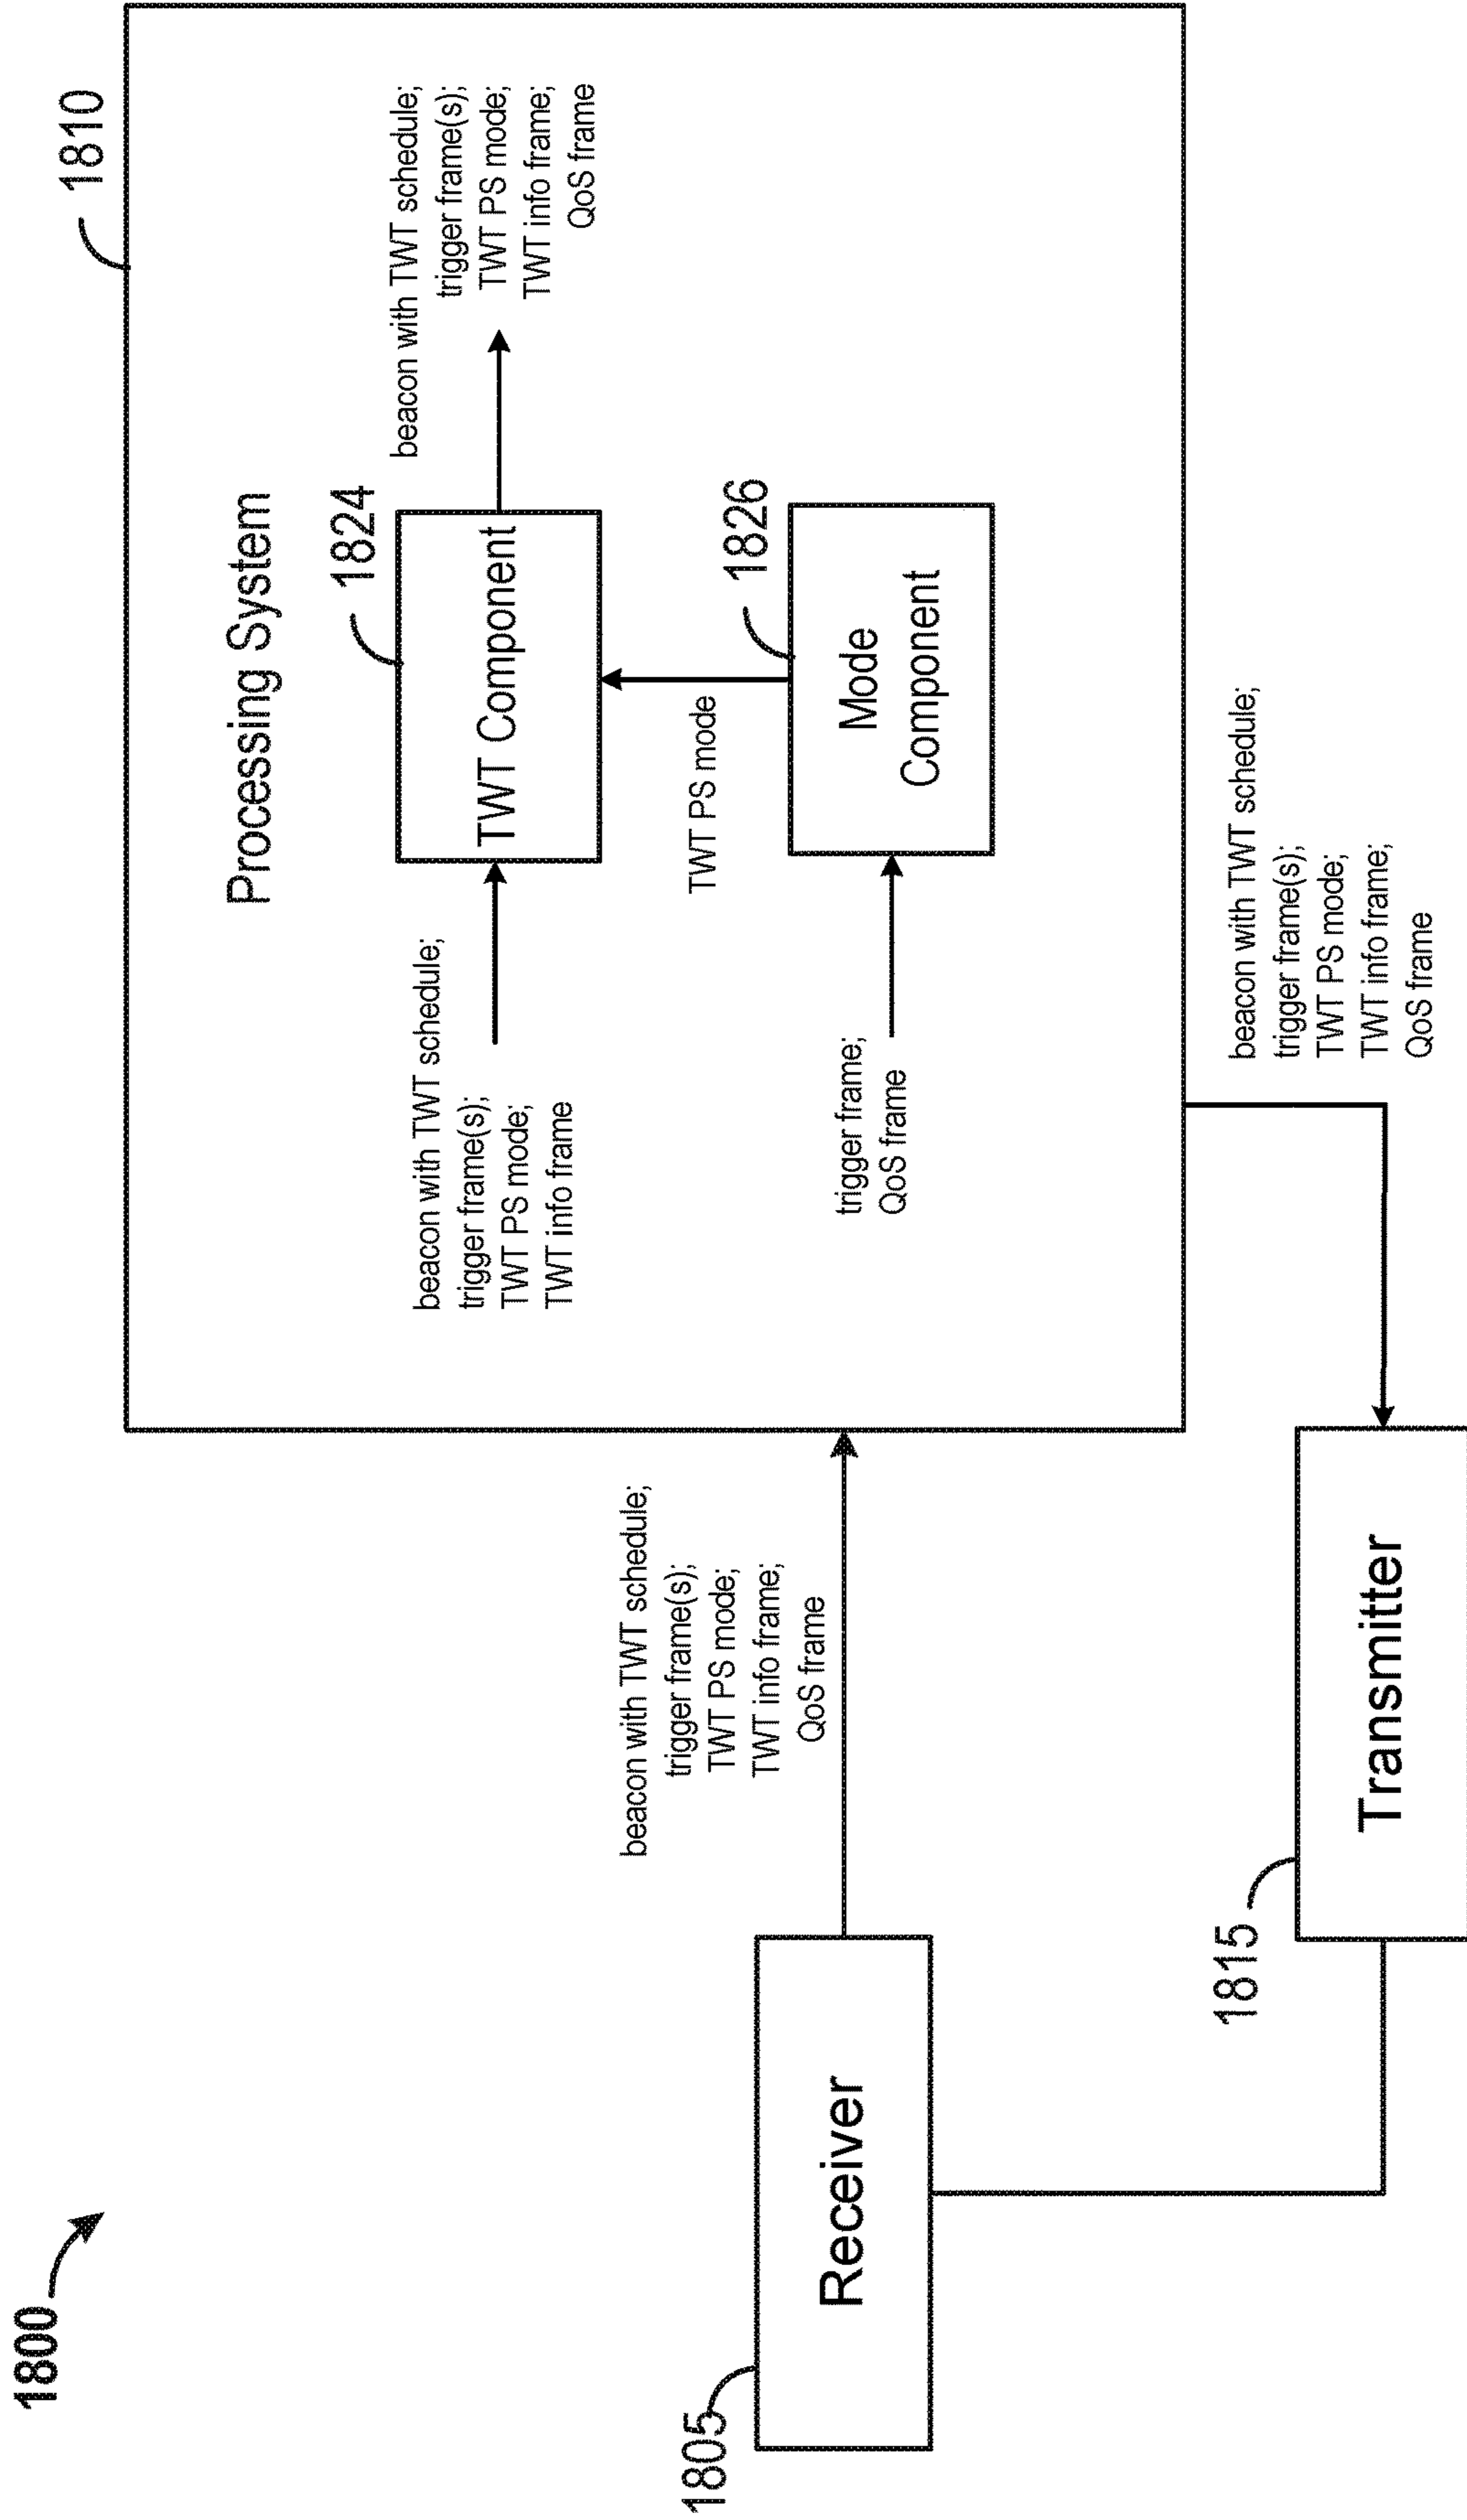 1800
1805
Receiver
beacon with TWT schedule;
trigger frame(s);
TWT PS mode;
TWT info frame;
QoS frame
1815
Transmitter
1810
Processing System
beacon with TWT schedule;
trigger frame(s);
TWT PS mode;
TWT info frame
1824
TWT Component
beacon with TWT schedule;
trigger frame(s);
TWT PS mode;
TWT info frame;
QoS frame
TWT PS mode
trigger frame;
QoS frame
1826
Mode
Component
beacon with TWT schedule;
trigger frame(s);
TWT PS mode;
TWT info frame;
QoS frame